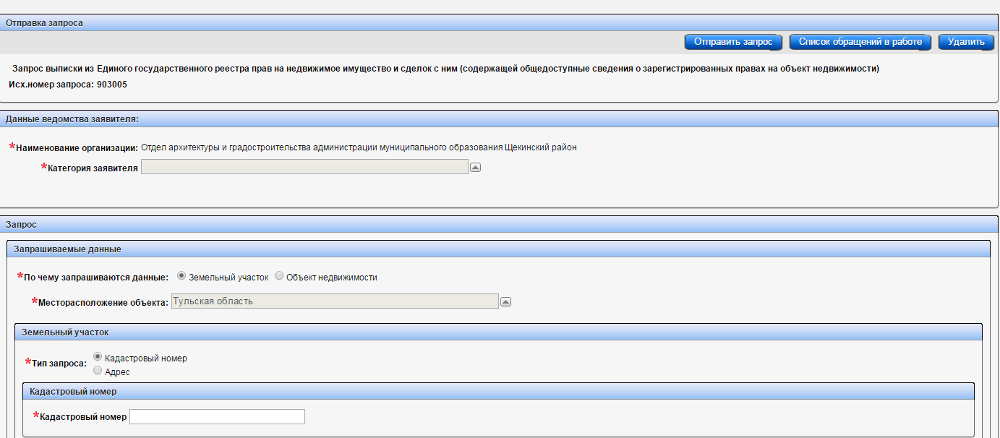 Отправка запроса
Отправить запрос Список обращений в работе Удалить
Запрос выписки из Единого государственного реестра прав на недвижимое имущество и сделок с ним (содержащей общедоступные сведения о зарегистрированных правах на объект недвижимости)
Исх.номер запроса: 903005
Данные ведомства заявителя:
*Наименование организации: Отдел архитектуры и градостроительства администрации муниципального образования Щекинский район
*Категория заявителя
Запрос
Запрашиваемые данные
*По чему запрашиваются данные: Земельный участок Объект недвижимости
*Месторасположение объекта: Тульская область
Земельный участок
*Тип запроса: Кадастровый номер
Адрес
Кадастровый номер
*Кадастровый номер